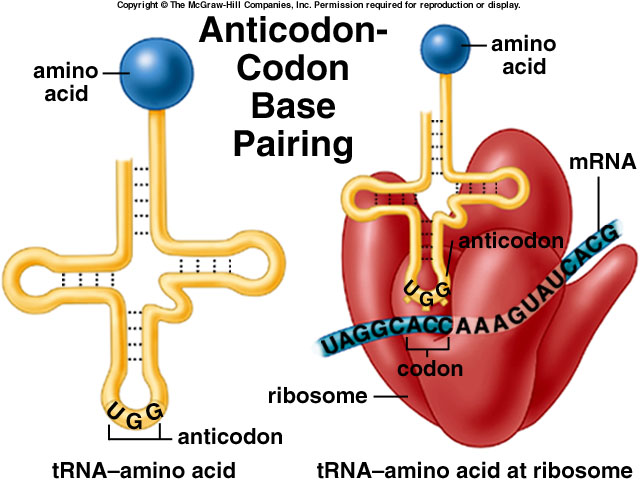 Copyright © The McGraw-Hill Companies, Inc. Permission required for reproduction or display.
Anticodon-
Codon
Base
Pairing
amino
acid
UGG
anticodon
tRNA–amino acid
amino
acid
mRNA
anticodon
UGG
UAGGCACCAAAGUAUCACG
codon
ribosome
tRNA–amino acid at ribosome